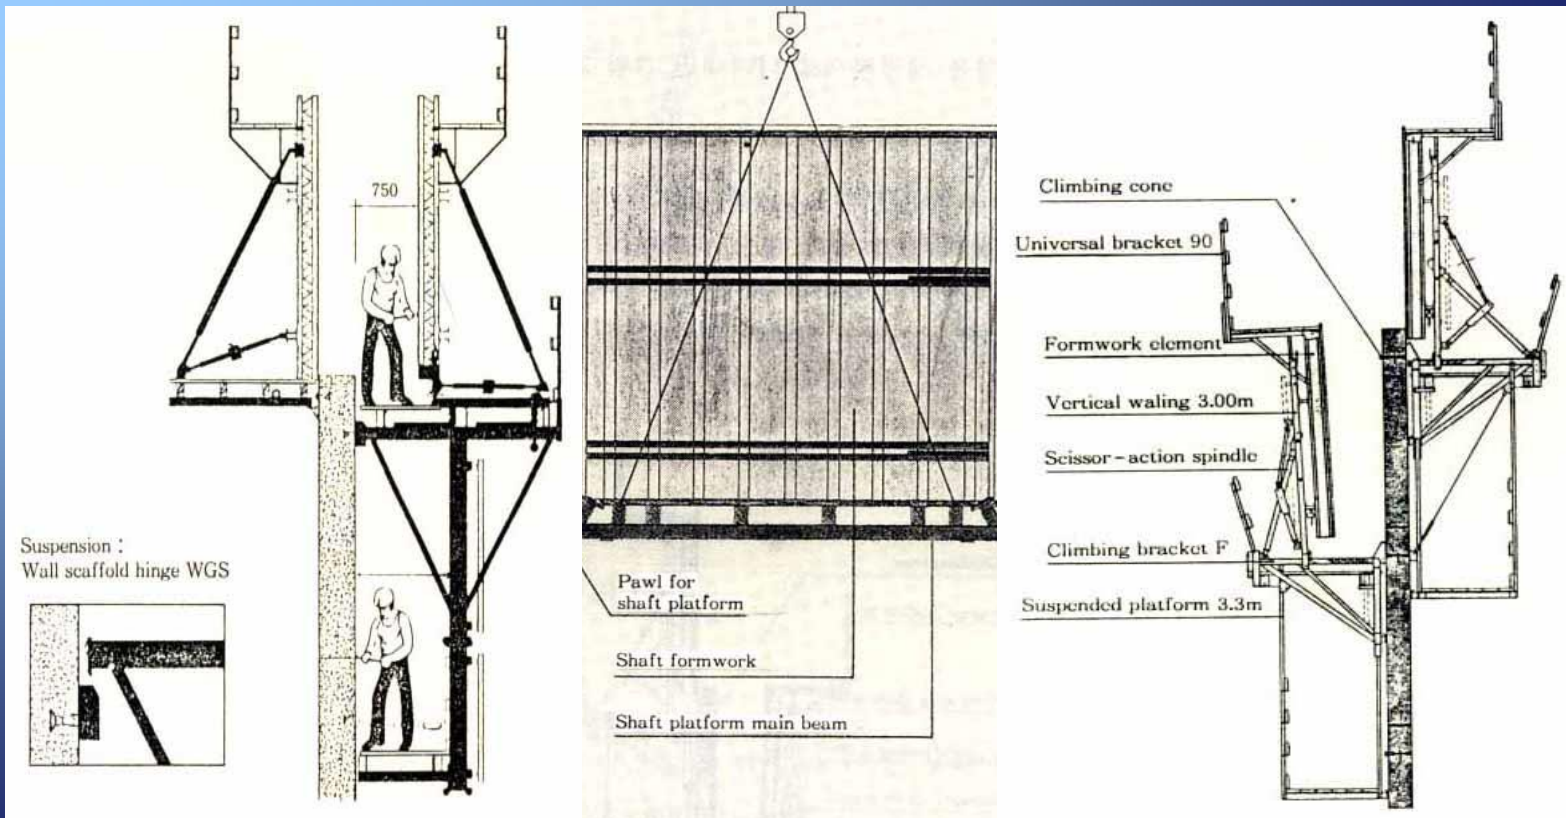 750
Suspension :
Wall scaffold hinge WGS
Pawl for
shaft platform
Shaft formwork
Shaft platform main beam
Climbing cone
Universal bracket 90
Formwork element
Vertical waling 3.00m
Scissor-action spindle
Climbing bracket F
Suspended platform 3.3m